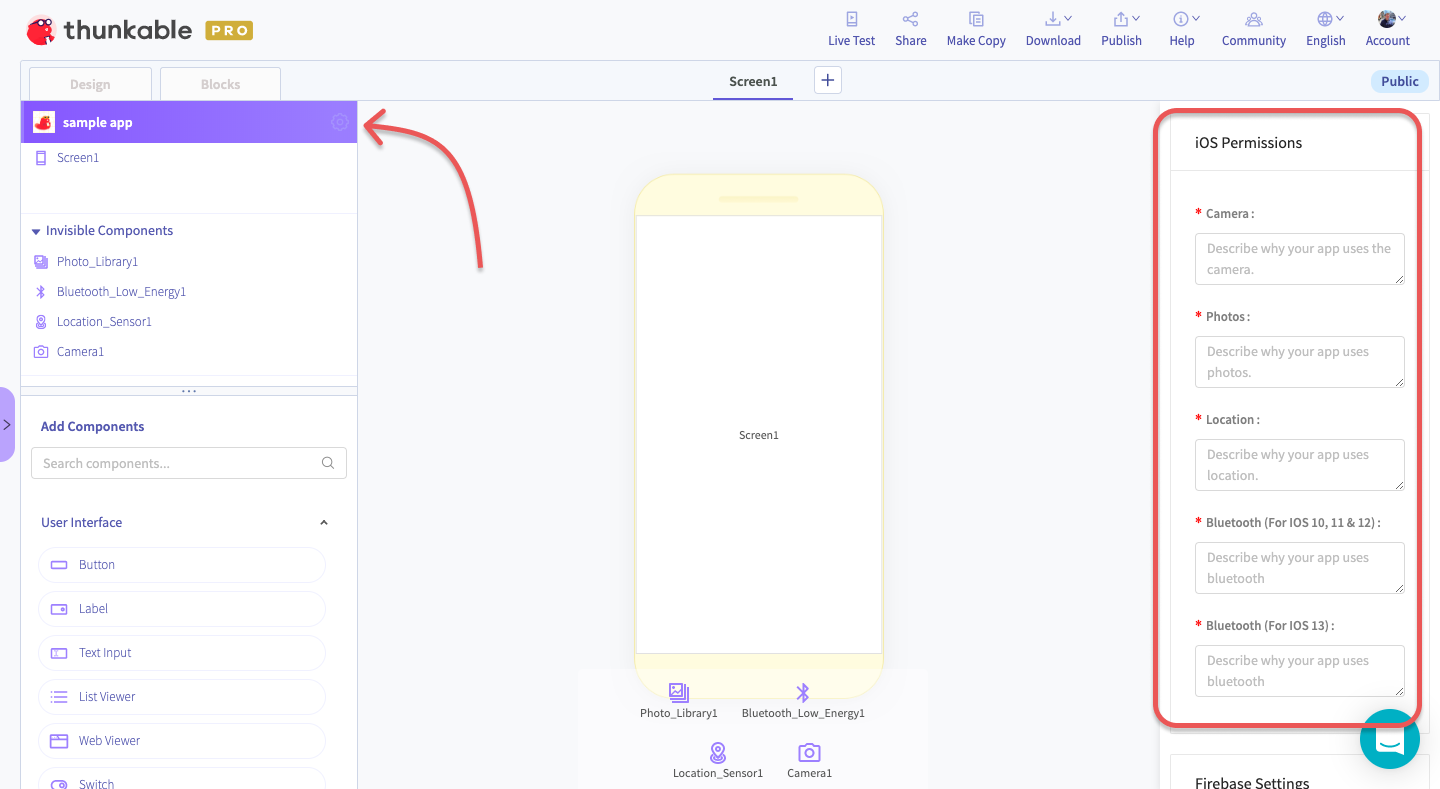 thunkable PRO
Live Test
Share
Make Copy
Download
Publish
Help
Community
English
Account
Design
Blocks
Screen1
+
Public
sample app
Screen1
Invisible Components
Photo_Library1
Bluetooth_Low_Energy1
Location_Sensor1
Camera1
Add Components
Search components...
User Interface
Button
Label
Text Input
List Viewer
Web Viewer
Switch
Screen1
Photo_Library1
Bluetooth_Low_Energy1
Location_Sensor1
Camera1
iOS Permissions
* Camera :
Describe why your app uses the
camera.
* Photos :
Describe why your app uses
photos.
* Location :
Describe why your app uses
location.
* Bluetooth (For IOS 10, 11 & 12) :
Describe why your app uses
bluetooth
* Bluetooth (For IOS 13) :
Describe why your app uses
bluetooth
Firebase Settings